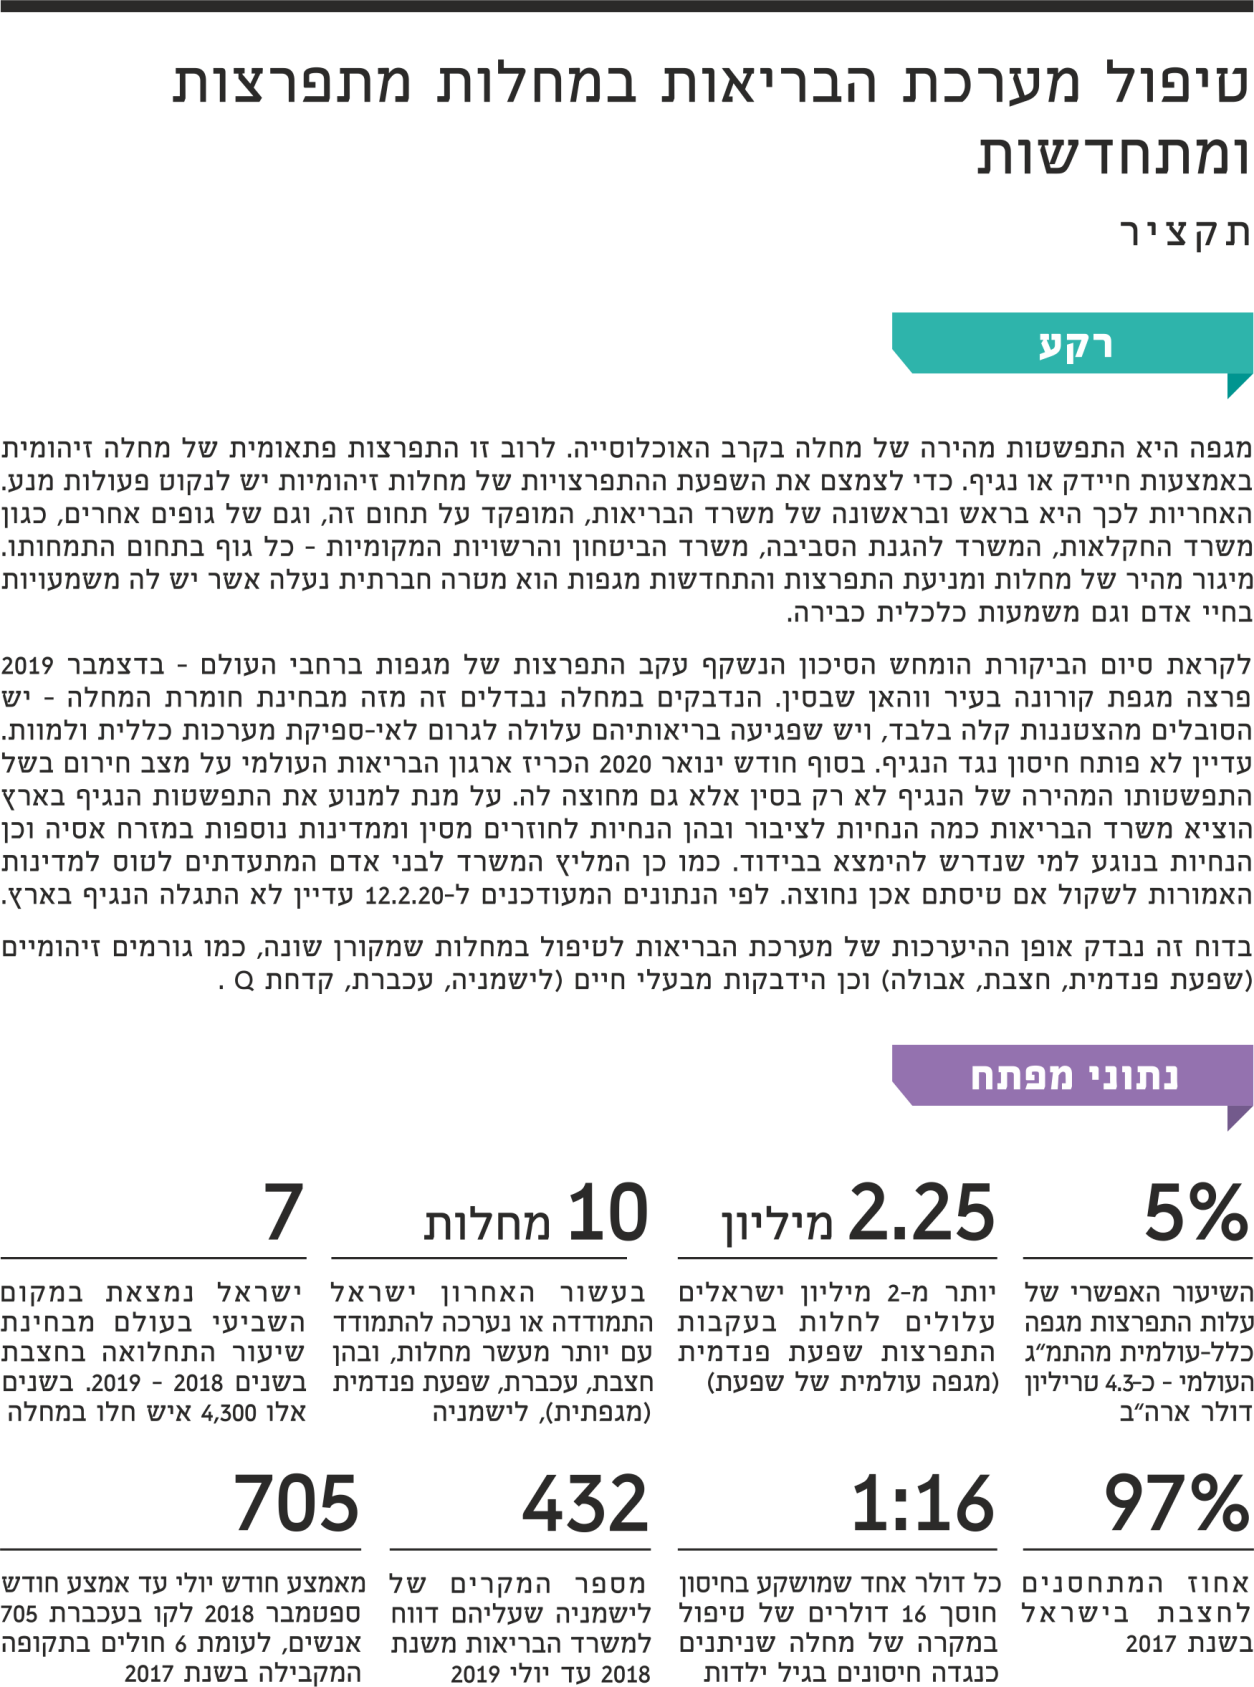 טיפול מערכת הבריאות במחלות מתפרצות
ומתחדשות
תקציר
רקע
מגפה היא התפשטות מהירה של מחלה בקרב האוכלוסייה. לרוב זו התפרצות פתאומית של מחלה זיהומית
באמצעות חיידק או נגיף. כדי לצמצם את השפעת ההתפרצויות של מחלות זיהומיות יש לנקוט פעולות מנע.
האחריות לכך היא בראש ובראשונה של משרד הבריאות, המופקד על תחום זה, וגם של גופים אחרים, כגון
משרד החקלאות, המשרד להגנת הסביבה, משרד הביטחון והרשויות המקומיות - כל גוף בתחום התמחותו.
מיגור מהיר של מחלות ומניעת התפרצות והתחדשות מגפות הוא מטרה חברתית נעלה אשר יש לה משמעויות
בחיי אדם וגם משמעות כלכלית כבירה.
לקראת סיום הביקורת הומחש הסיכון הנשקף עקב התפרצות של מגפות ברחבי העולם - בדצמבר 2019
פרצה מגפת קורונה בעיר ווהאן שבסין. הנדבקים במחלה נבדלים זה מזה מבחינת חומרת המחלה - יש
הסובלים מהצטננות קלה בלבד, ויש שפגיעה בריאותיהם עלולה לגרום לאי-ספיקת מערכות כללית ולמוות.
עדיין לא פותח חיסון נגד הנגיף. בסוף חודש ינואר 2020 הכריז ארגון הבריאות העולמי על מצב חירום בשל
התפשטותו המהירה של הנגיף לא רק בסין אלא גם מחוצה לה. על מנת למנוע את התפשטות הנגיף בארץ
הוציא משרד הבריאות כמה הנחיות לציבור ובהן הנחיות לחוזרים מסין וממדינות נוספות במזרח אסיה וכן
הנחיות בנוגע למי שנדרש להימצא בבידוד. כמו כן המליץ המשרד לבני אדם המתעדתים לטוס למדינות
האמורות לשקול אם טיסתם אכן נחוצה. לפי הנתונים המעודכנים ל-12.2.20 עדיין לא התגלה הנגיף בארץ.
בדוח זה נבדק אופן ההיערכות של מערכת הבריאות לטיפול במחלות שמקורן שונה, כמו גורמים זיהומיים
(שפעת פנדמית, חצבת, אבולה) וכן הידבקות מבעלי חיים (לישמניה, עכברת, קדחת Q .
נתוני מפתח
5%
השיעור האפשרי של
עלות התפרצות מגפה
כלל-עולמית מהתמ"ג
העולמי - כ-4.3 טריליון
דולר ארה"ב
2.25 מיליון
יותר מ-2 מיליון ישראלים
עלולים לחלות בעקבות
התפרצות שפעת פנדמית
(מגפה עולמית של שפעת)
10 מחלות
בעשור האחרון ישראל
התמודדה או נערכה להתמודד
עם יותר מעשר מחלות, ובהן
חצבת, עכברת, שפעת פנדמית
(מגפתית), לישמניה
7
ישראל נמצאת במקום
השביעי בעולם מבחינת
שיעור התחלואה בחצבת
בשנים 2018 - 2019. בשנים
אלו 4,300 איש חלו במחלה
97%
אחוז המתחסנים
לחצבת בישראל
בשנת 2017
1:16
כל דולר אחד שמושקע בחיסון
חוסך 16 דולרים של טיפול
במקרה של מחלה שניתנים
כנגדה חיסונים בגיל ילדות
432
מספר המקרים של
לישמניה שעליהם דווח
למשרד הבריאות משנת
2018 עד יולי 2019
705
מאמצע חודש יולי עד אמצע חודש
ספטמבר 2018 לקו בעכברת 705
אנשים, לעומת 6 חולים בתקופה
המקבילה בשנת 2017